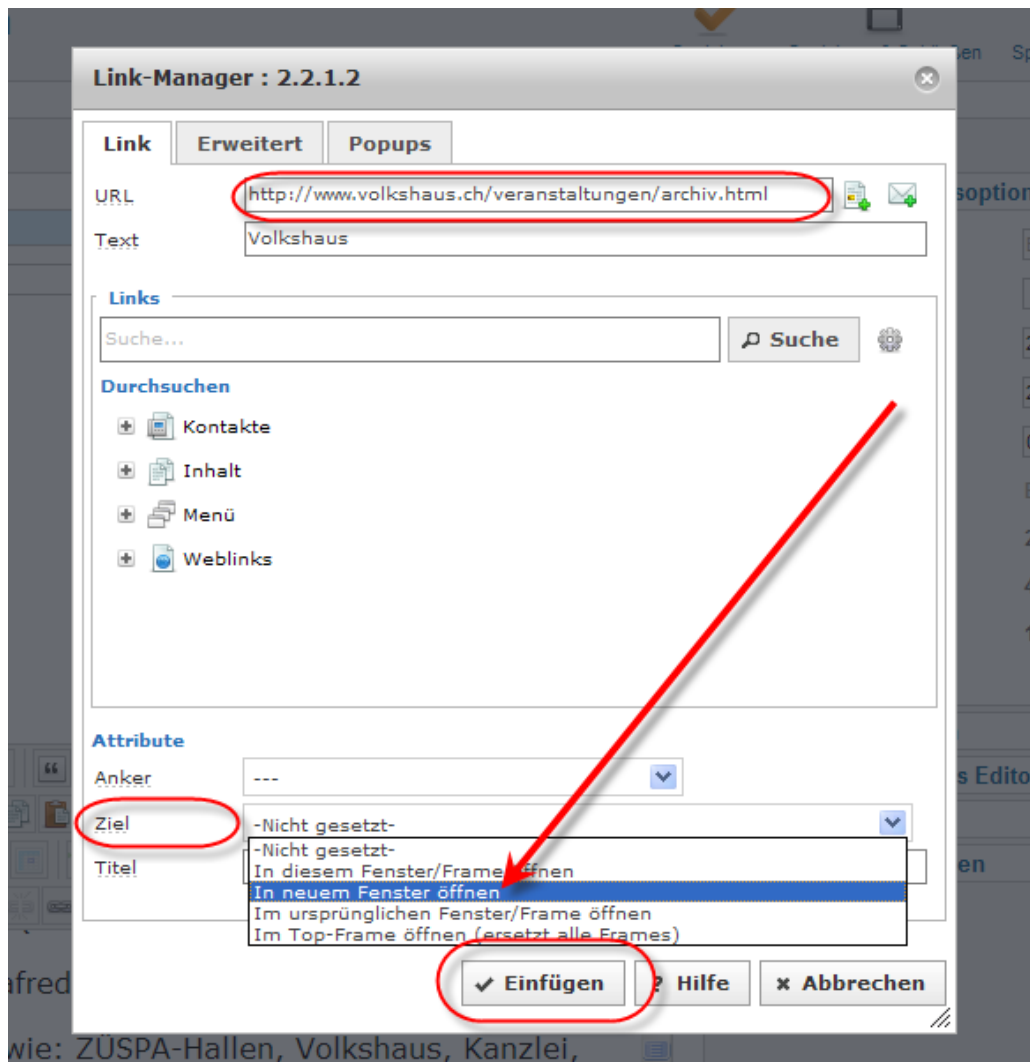 Link-Manager : 2.2.1.2
Link Erweitert Popups
URL http://www.volkshaus.ch/veranstaltungen/archiv.html
Text Volkshaus
Links
Suche...
Suche
Durchsuchen
Kontakte
Inhalt
Menü
Weblinks
Attribute
Anker ---
Ziel -Nicht gesetzt-
-Nicht gesetzt-
In diesem Fenster/Frame öffnen
Titel
In neuem Fenster öffnen
Im ursprünglichen Fenster/Frame öffnen
Im Top-Frame öffnen (ersetzt alle Frames)
Einfügen ? Hilfe Abbrechen
wie: ZÜSPA-Hallen, Volkshaus, Kanzlei,